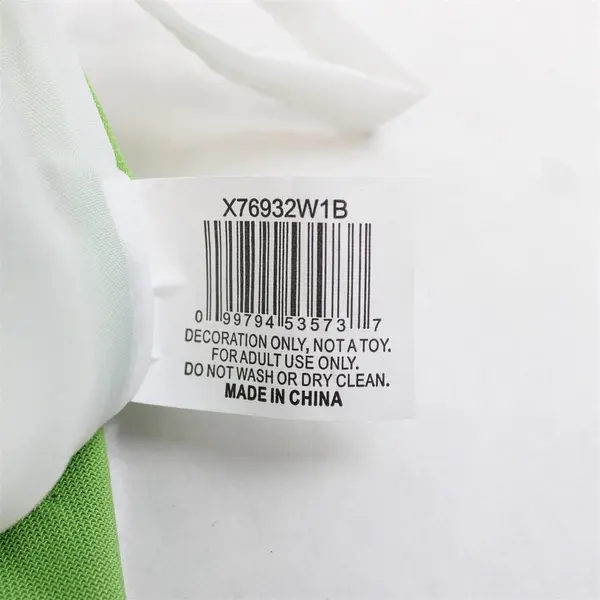 X76932W1B
0 99794 53573 7
DECORATION ONLY, NOT A TOY.
FOR ADULT USE ONLY.
DO NOT WASH OR DRY CLEAN.
MADE IN CHINA